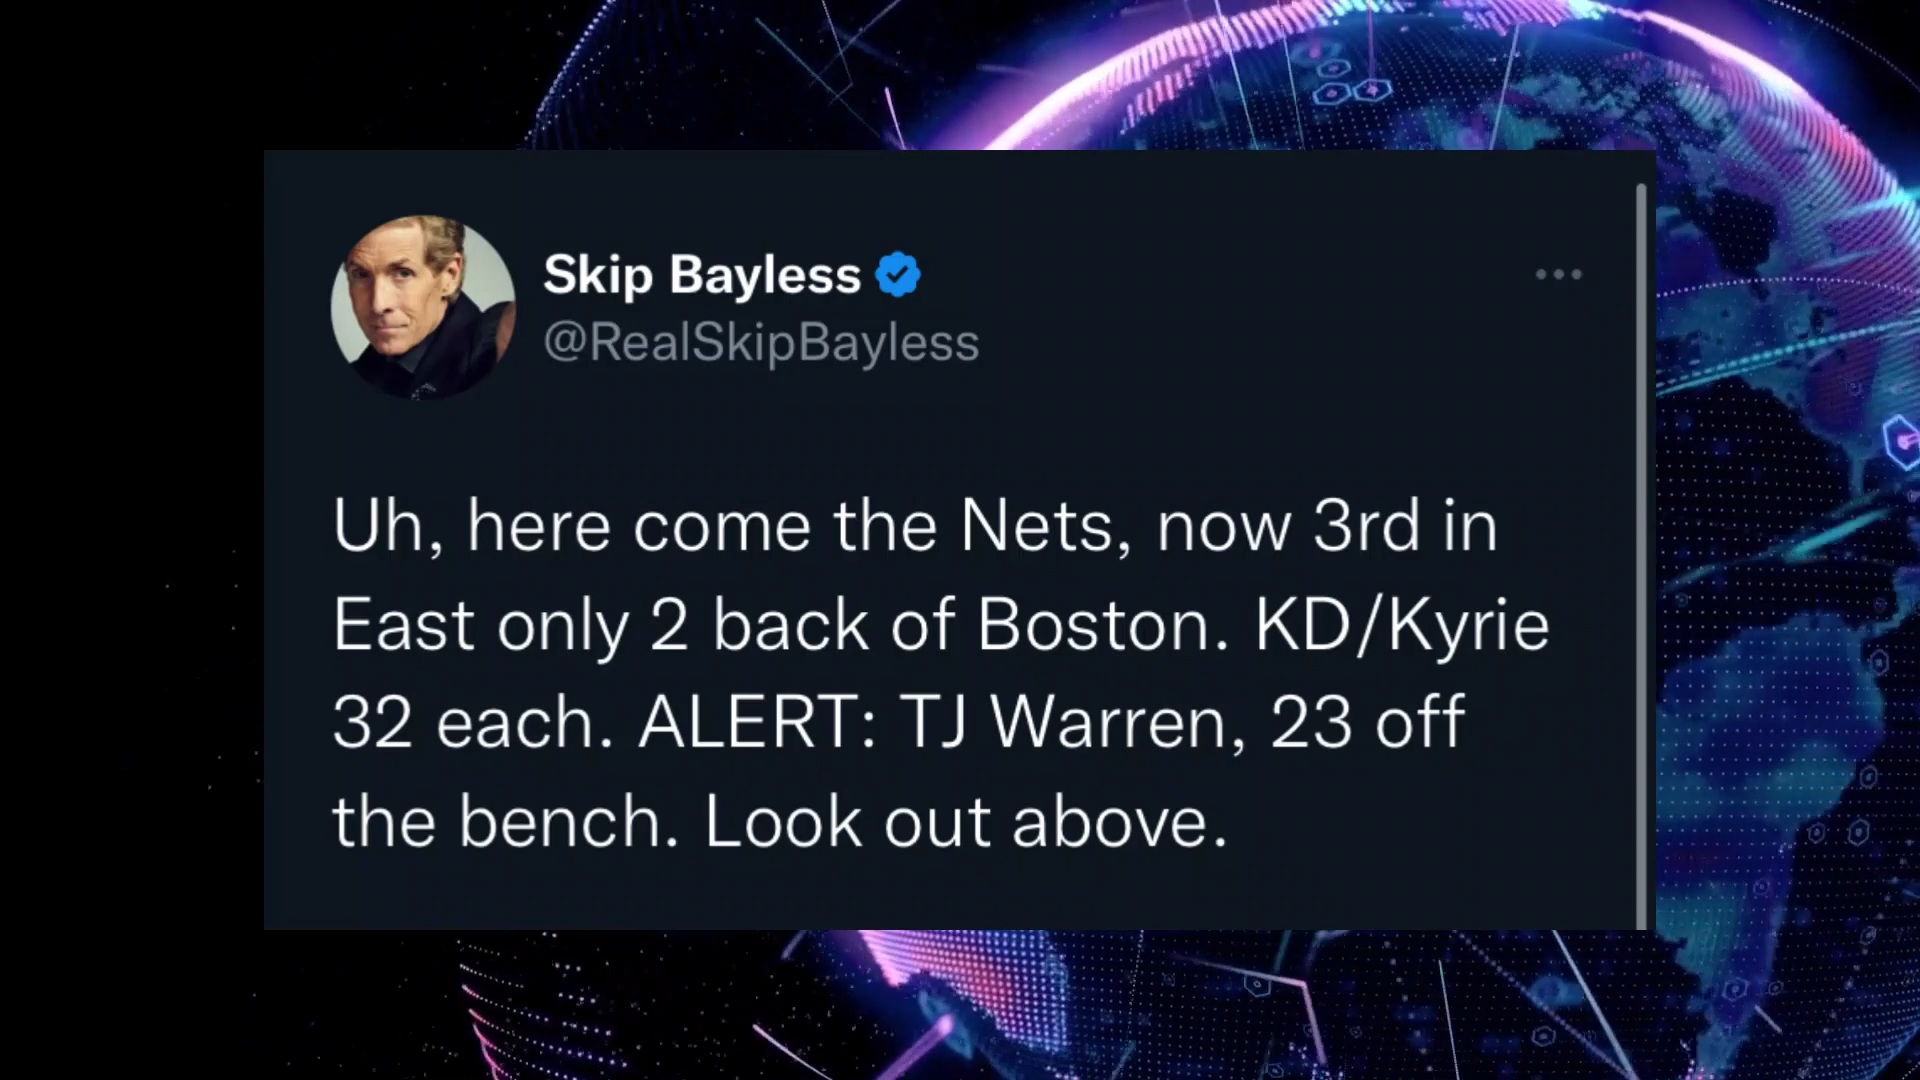 Skip Bayless
@RealSkipBayless
Uh, here come the Nets, now 3rd in
East only 2 back of Boston. KD/Kyrie
32 each. ALERT: TJ Warren, 23 off
the bench. Look out above.